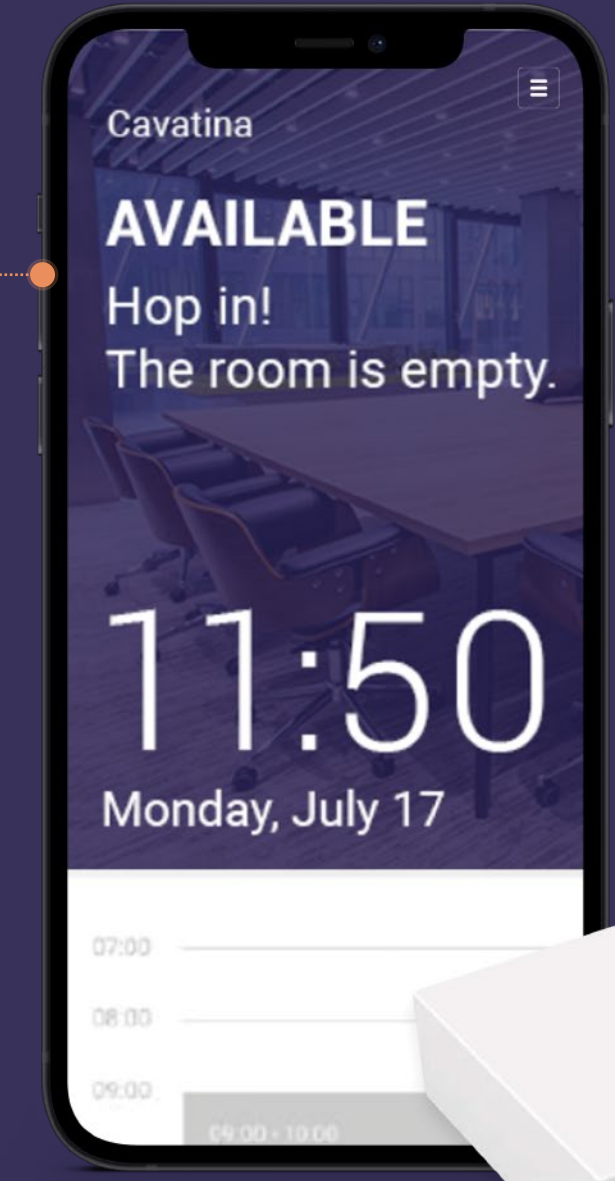 Cavatina
AVAILABLE
Hop in!
The room is empty.
11:50
Monday, July 17
07:00
08:00
09:00
09:00 - 10:00